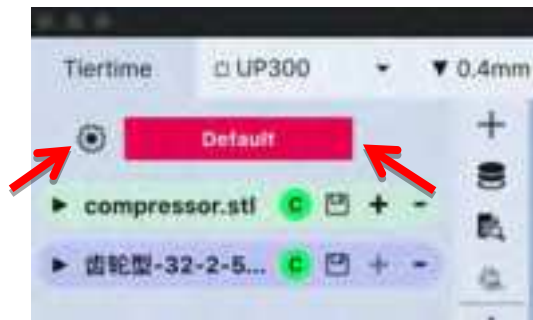 Tiertime UP300 0.4mm
Default
compressor.stl C + -
齿轮型-32-2-5... C + -